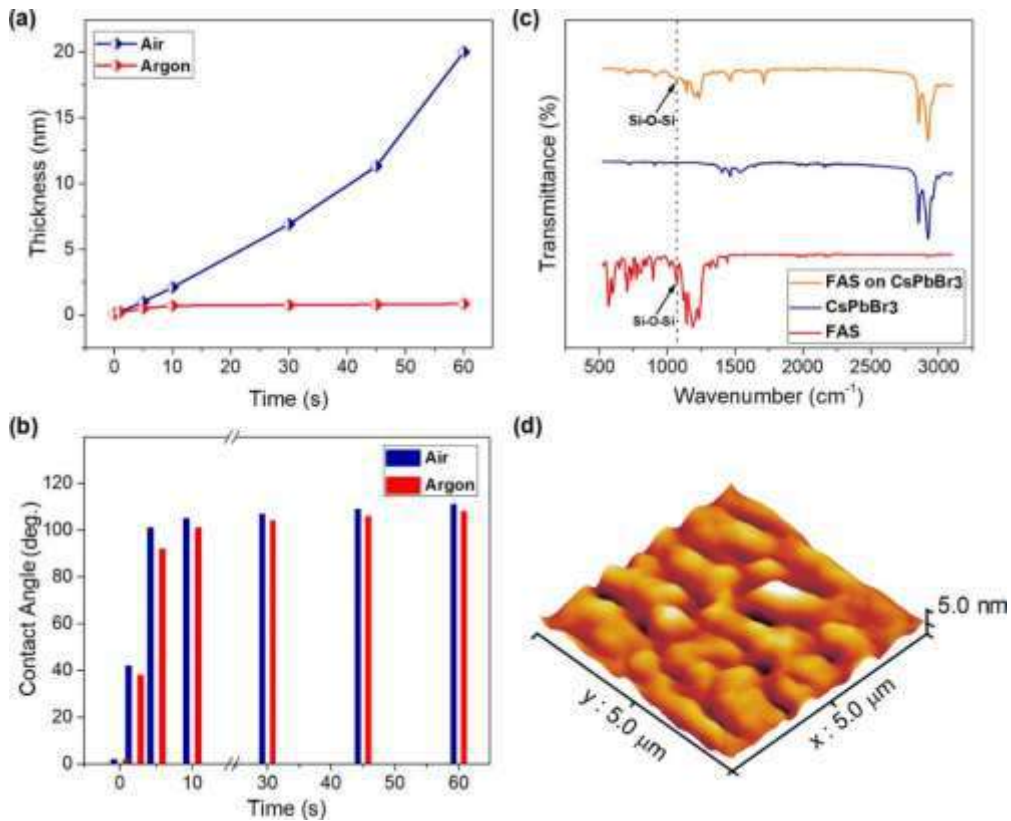 (a)
Air
Argon
20
15
10
5
0
Thickness (nm)
0 10 20 30 40 50 60
Time (s)
(c)
Transmittance (%)
Si-O-Si
Si-O-Si
FAS on CsPbBr3
CsPbBr3
FAS
500 1000 1500 2000 2500 3000
Wavenumber (cm⁻¹)
(b)
Air
Argon
120
100
80
60
40
20
0
Contact Angle (deg.)
0 10 30 40 50 60
Time (s)
(d)
5.0 nm
y : 5.0 µm
x : 5.0 µm